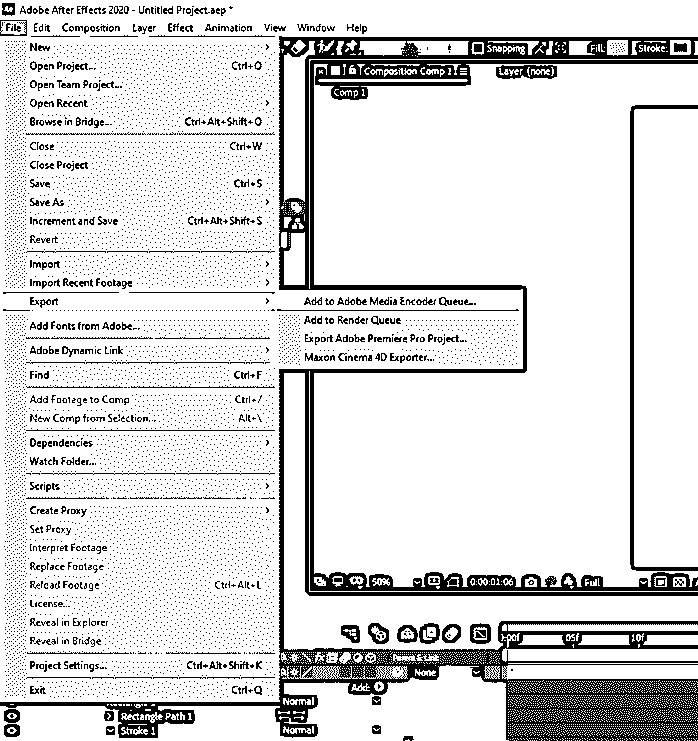 Ae Adobe After Effects 2020 - Untitled Project.aep *
File Edit Composition Layer Effect Animation View Window Help
Snapping Fill: Stroke:
Composition Comp 1 Layer (none)
Comp 1
New >
Open Project... Ctrl+O
Open Team Project...
Open Recent >
Browse in Bridge... Ctrl+Alt+Shift+O
Close Ctrl+W
Close Project
Save Ctrl+S
Save As >
Increment and Save Ctrl+Alt+Shift+S
Revert
Import >
Import Recent Footage >
Export >
Add to Adobe Media Encoder Queue...
Add to Render Queue
Export Adobe Premiere Pro Project...
Maxon Cinema 4D Exporter...
Add Fonts from Adobe...
Adobe Dynamic Link >
Find Ctrl+F
Add Footage to Comp Ctrl+/
New Comp from Selection... Alt+\
Dependencies >
Watch Folder...
Scripts >
Create Proxy >
Set Proxy
Interpret Footage
Replace Footage
Reload Footage Ctrl+Alt+L
License...
Reveal in Explorer
Reveal in Bridge
Project Settings... Ctrl+Alt+Shift+K
Exit Ctrl+Q
50% 0:00:01:06 Full
:00f 05f 10f
None
Add:
Normal
Rectangle Path 1
Stroke 1 Normal